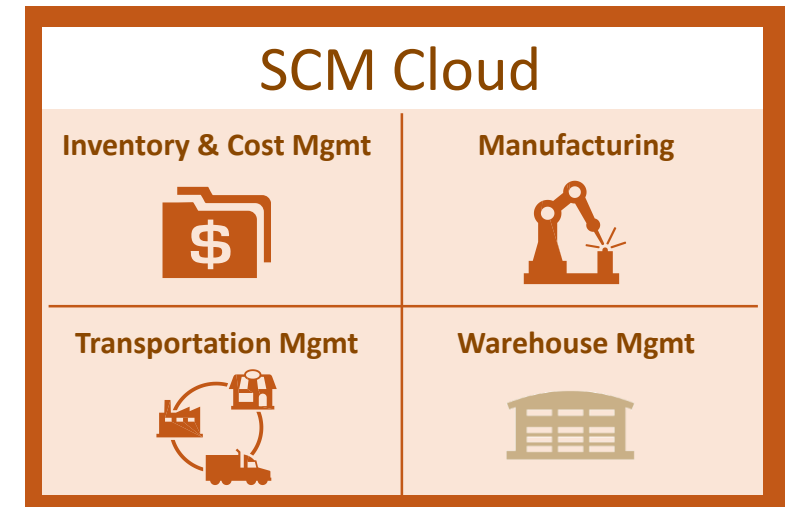 SCM Cloud
Inventory & Cost Mgmt
Manufacturing
$
Transportation Mgmt
Warehouse Mgmt